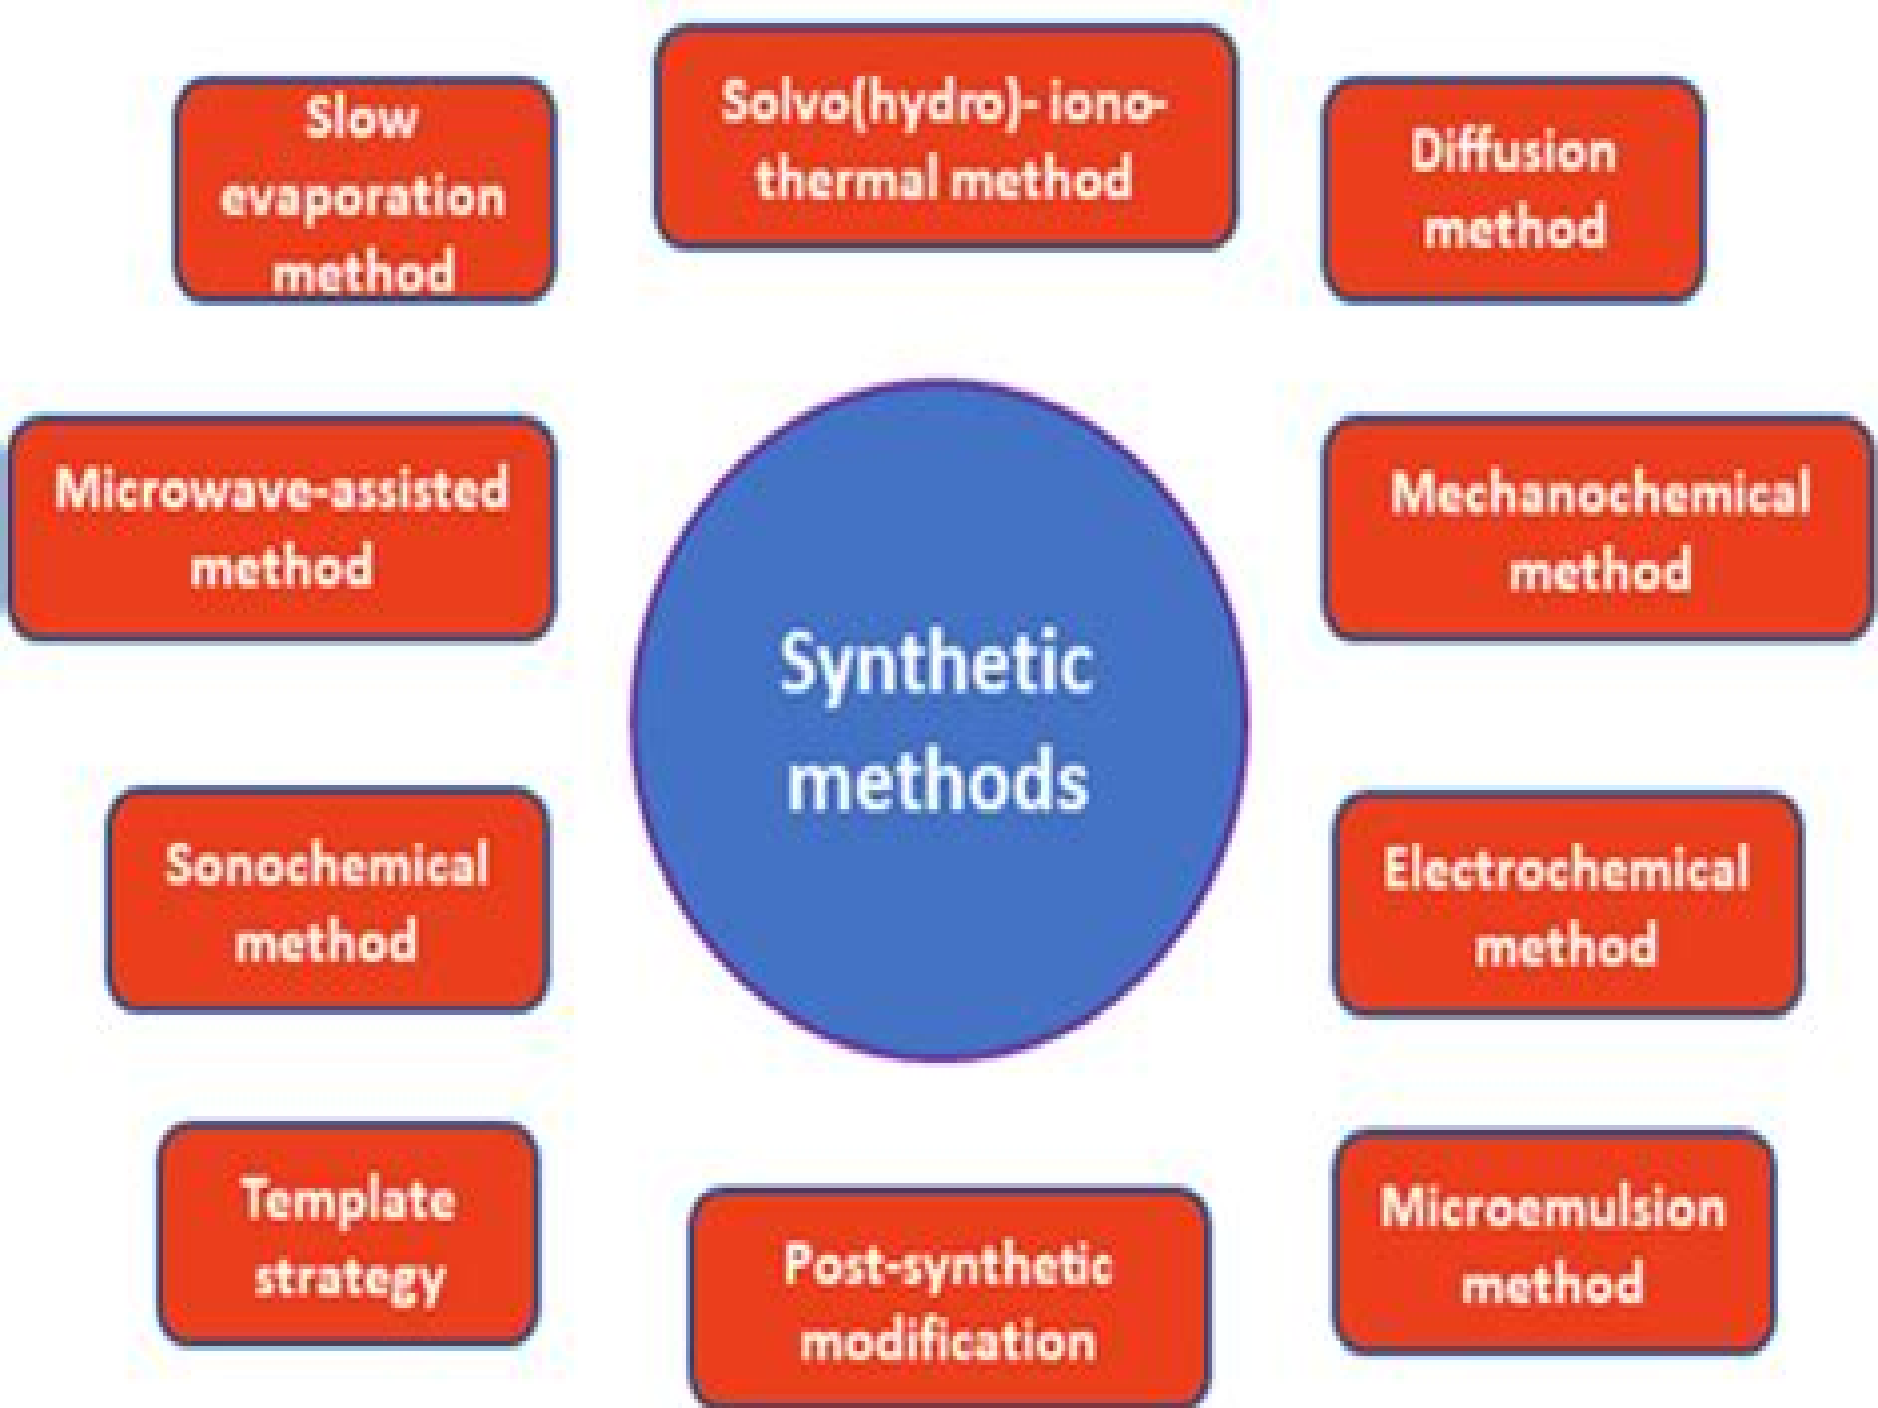 Slow
evaporation
method
Solvo(hydro)- iono-
thermal method
Diffusion
method
Microwave-assisted
method
Mechanochemical
method
Synthetic
methods
Sonochemical
method
Electrochemical
method
Template
strategy
Post-synthetic
modification
Microemulsion
method